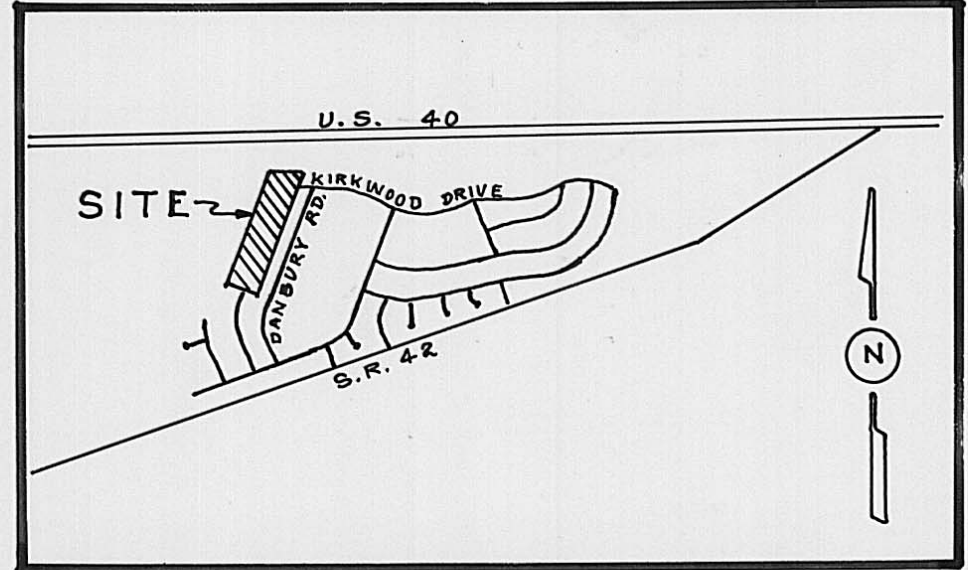 U.S. 40
SITE
KIRKWOOD DRIVE
DANBURY RD.
S.R. 42
N